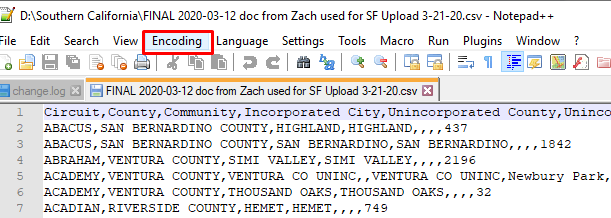 D:\Southern California\FINAL 2020-03-12 doc from Zach used for SF Upload 3-21-20.csv - Notepad++
File Edit Search View Encoding Language Settings Tools Macro Run Plugins Window ?
change.log FINAL 2020-03-12 doc from Zach used for SF Upload 3-21-20.csv
1 Circuit,County,Community,Incorporated City,Unincorporated County,Uninco
2 ABACUS,SAN BERNARDINO COUNTY,HIGHLAND,HIGHLAND,,,,437
3 ABACUS,SAN BERNARDINO COUNTY,SAN BERNARDINO,SAN BERNARDINO,,,,1842
4 ABRAHAM,VENTURA COUNTY,SIMI VALLEY,SIMI VALLEY,,,,2196
5 ACADEMY,VENTURA COUNTY,VENTURA CO UNINC,,VENTURA CO UNINC,Newbury Park,
6 ACADEMY,VENTURA COUNTY,THOUSAND OAKS,THOUSAND OAKS,,,,32
7 ACADIAN,RIVERSIDE COUNTY,HEMET,HEMET,,,,749